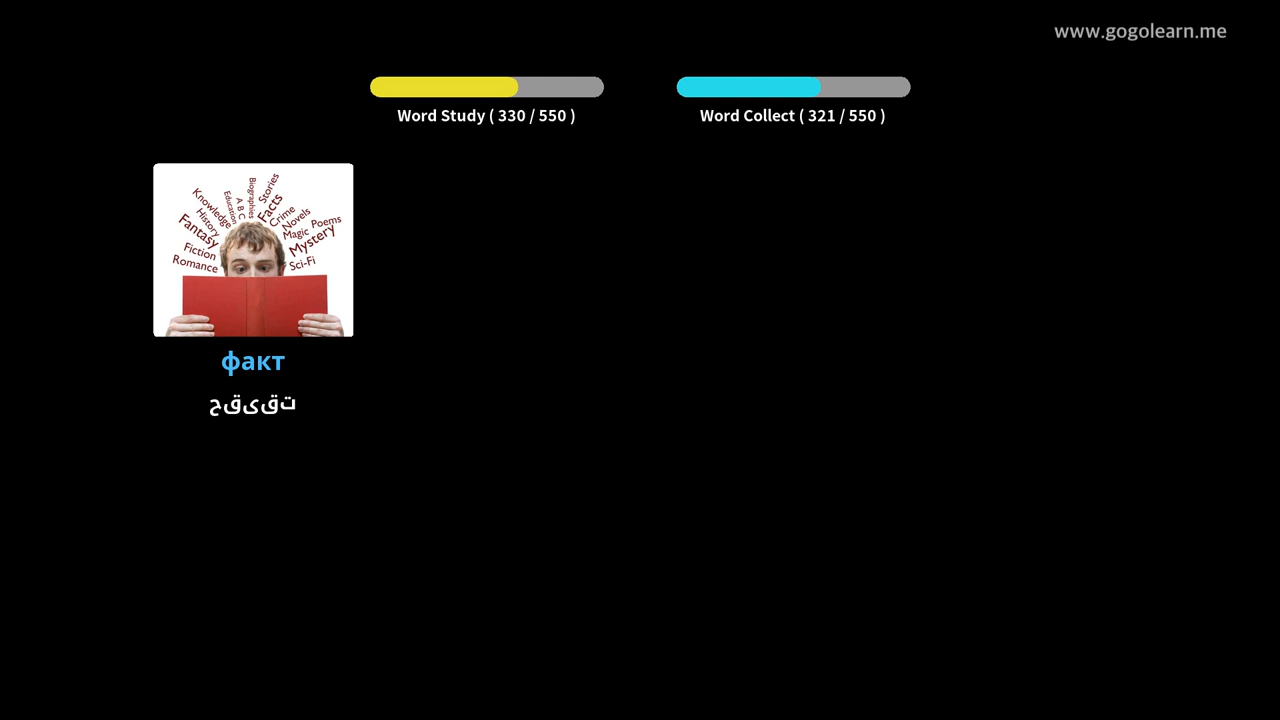 www.gogolearn.me
Word Study ( 330 / 550 )
Word Collect ( 321 / 550 )
Romance
Fiction
Fantasy
History
Knowledge
Education
A B C
Biographies
Stories
Facts
Crime
Novels
Magic
Poems
Mystery
Sci-Fi
факт
حقیقت